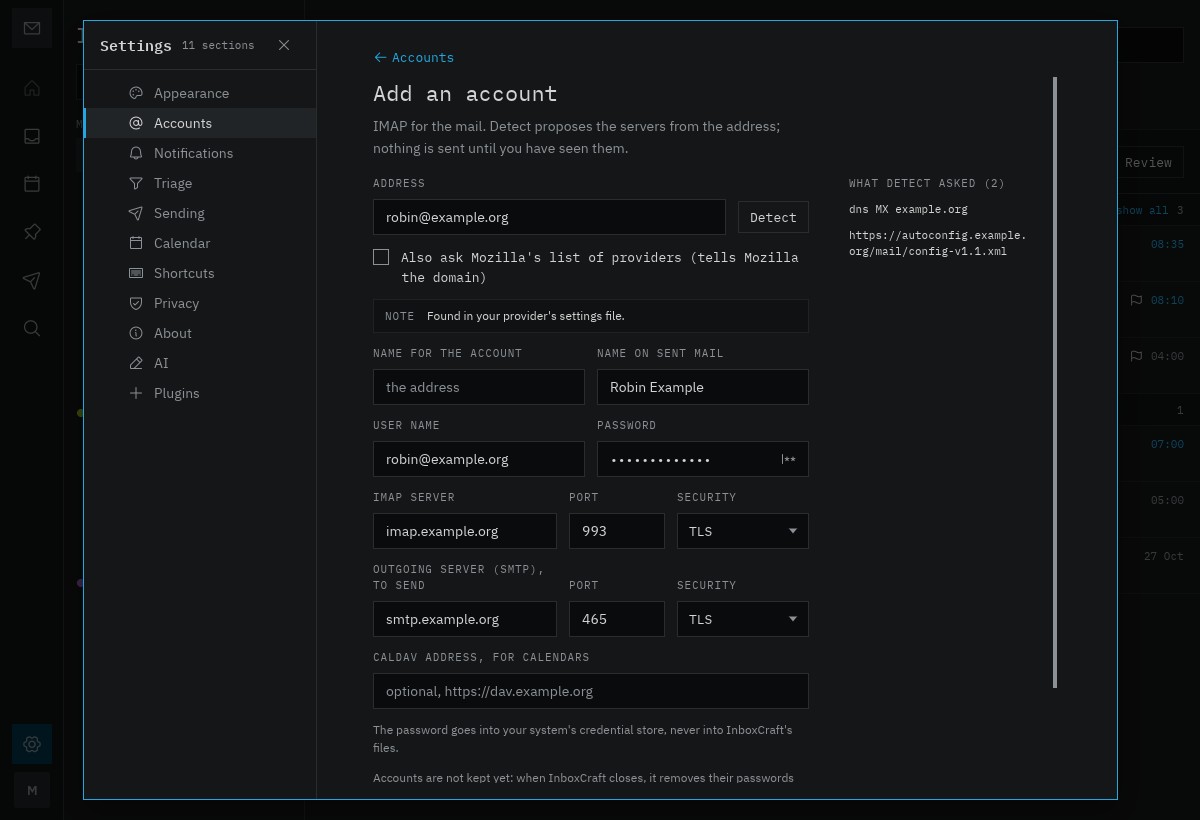 Settings 11 sections
Appearance
Accounts
Notifications
Triage
Sending
Calendar
Shortcuts
Privacy
About
AI
Plugins
← Accounts
Add an account
IMAP for the mail. Detect proposes the servers from the address;
nothing is sent until you have seen them.
ADDRESS
robin@example.org
Detect
Also ask Mozilla's list of providers (tells Mozilla
the domain)
NOTE Found in your provider's settings file.
NAME FOR THE ACCOUNT NAME ON SENT MAIL
the address Robin Example
USER NAME PASSWORD
robin@example.org ••••••••••••• |**
IMAP SERVER PORT SECURITY
imap.example.org 993 TLS
OUTGOING SERVER (SMTP),
TO SEND PORT SECURITY
smtp.example.org 465 TLS
CALDAV ADDRESS, FOR CALENDARS
optional, https://dav.example.org
The password goes into your system's credential store, never into InboxCraft's
files.
Accounts are not kept yet: when InboxCraft closes, it removes their passwords
WHAT DETECT ASKED (2)
dns MX example.org
https://autoconfig.example.
org/mail/config-v1.1.xml
Review
show all 3
08:35
08:10
04:00
1
07:00
05:00
27 Oct
M